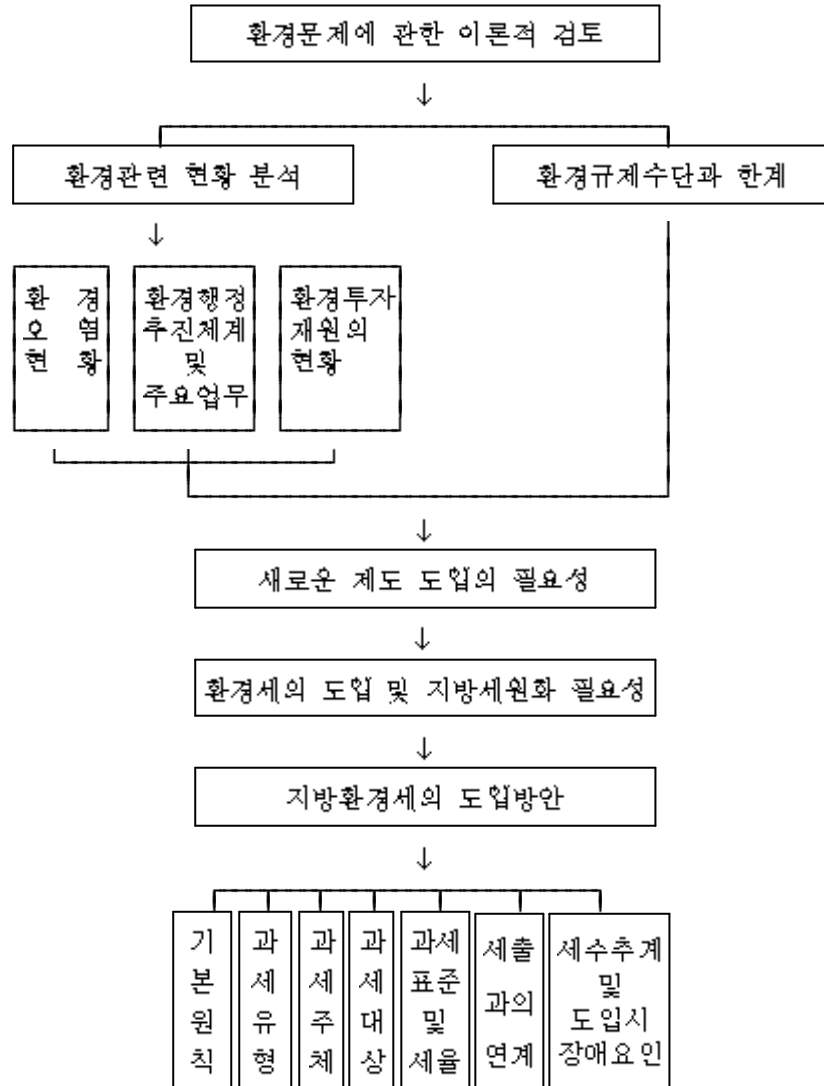 환경문제에 관한 이론적 검토
↓
환경관련 현황 분석
환경규제수단과 한계
↓
환 경
오 염
현 황
환경행정
추진체계
및
주요업무
환경투자
재원의
현황
↓
새로운 제도 도입의 필요성
↓
환경세의 도입 및 지방세원화 필요성
↓
지방환경세의 도입방안
↓
기
본
원
칙
과
세
유
형
과
세
주
체
과
세
대
상
과세
표준
및
세율
세출
과의
연계
세수추계
및
도입시
장애요인